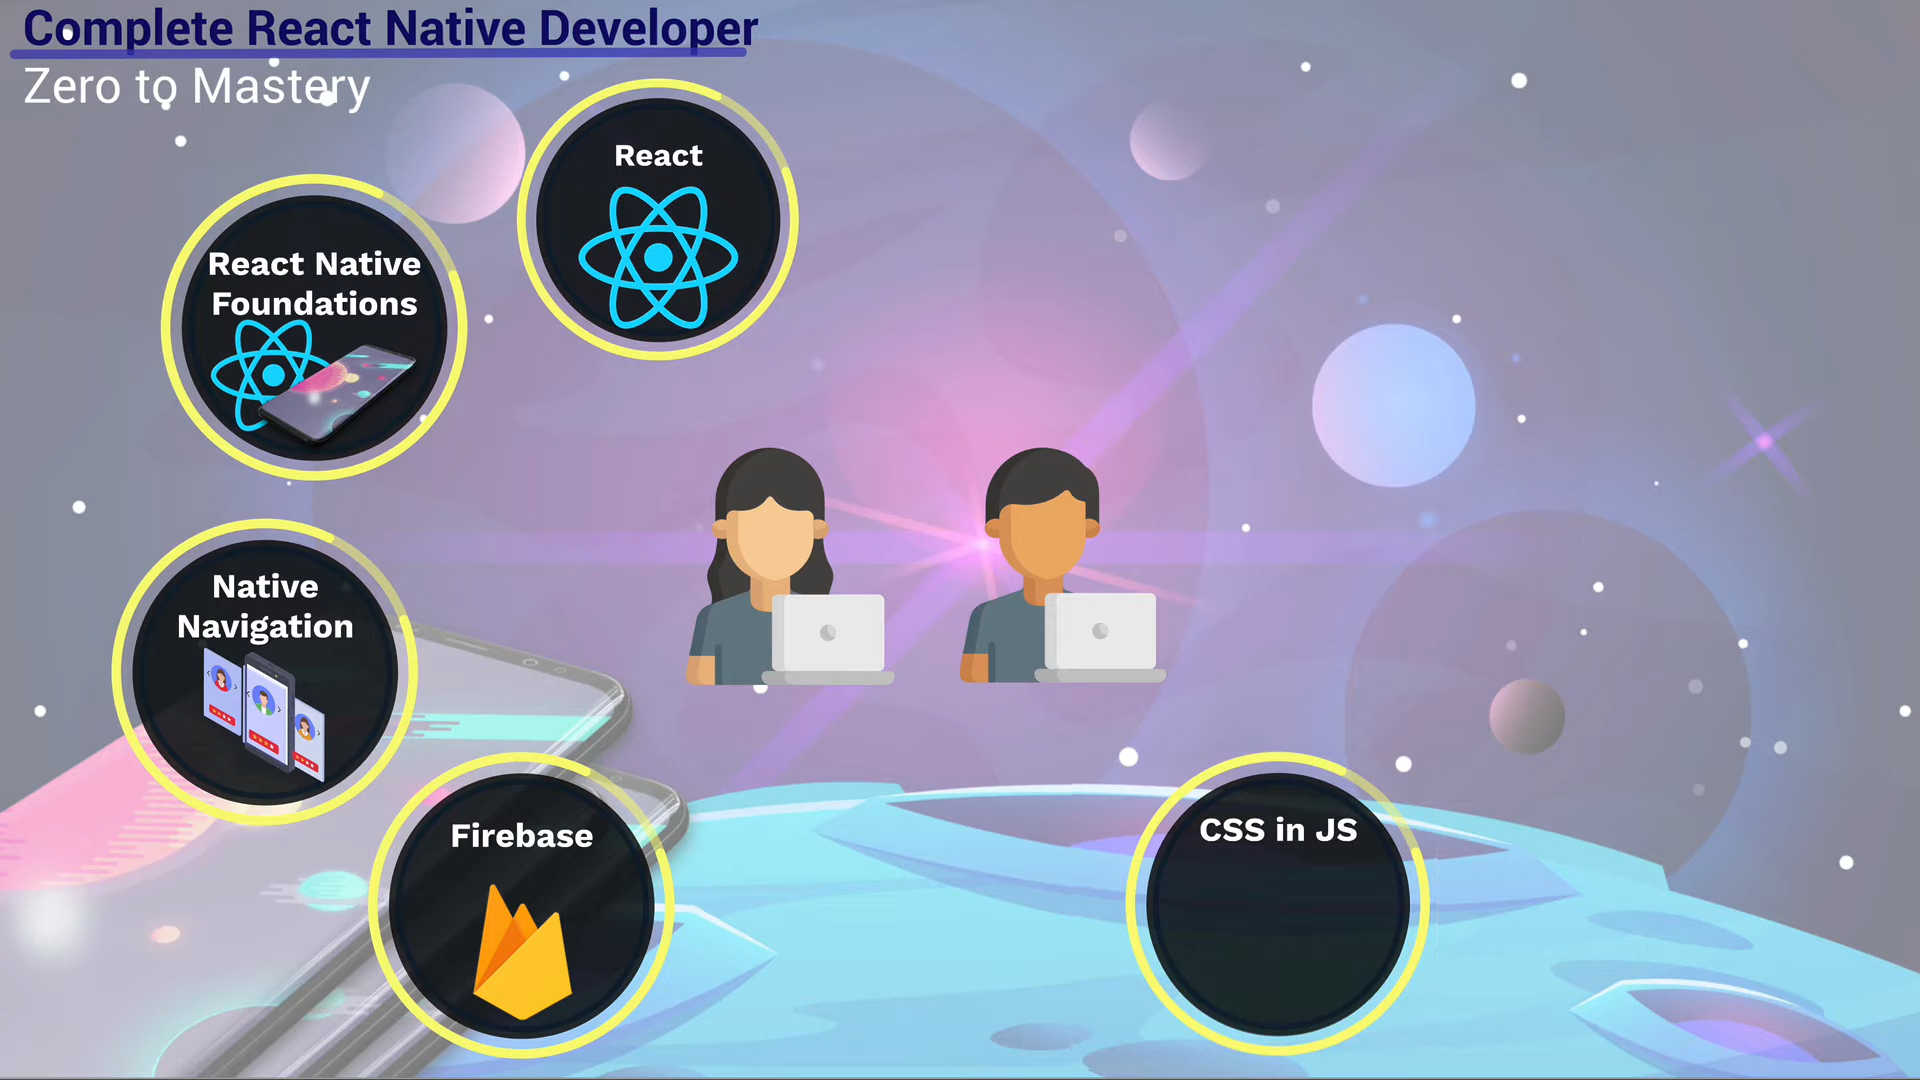 Complete React Native Developer
Zero to Mastery
React
React Native
Foundations
Native
Navigation
Firebase
CSS in JS